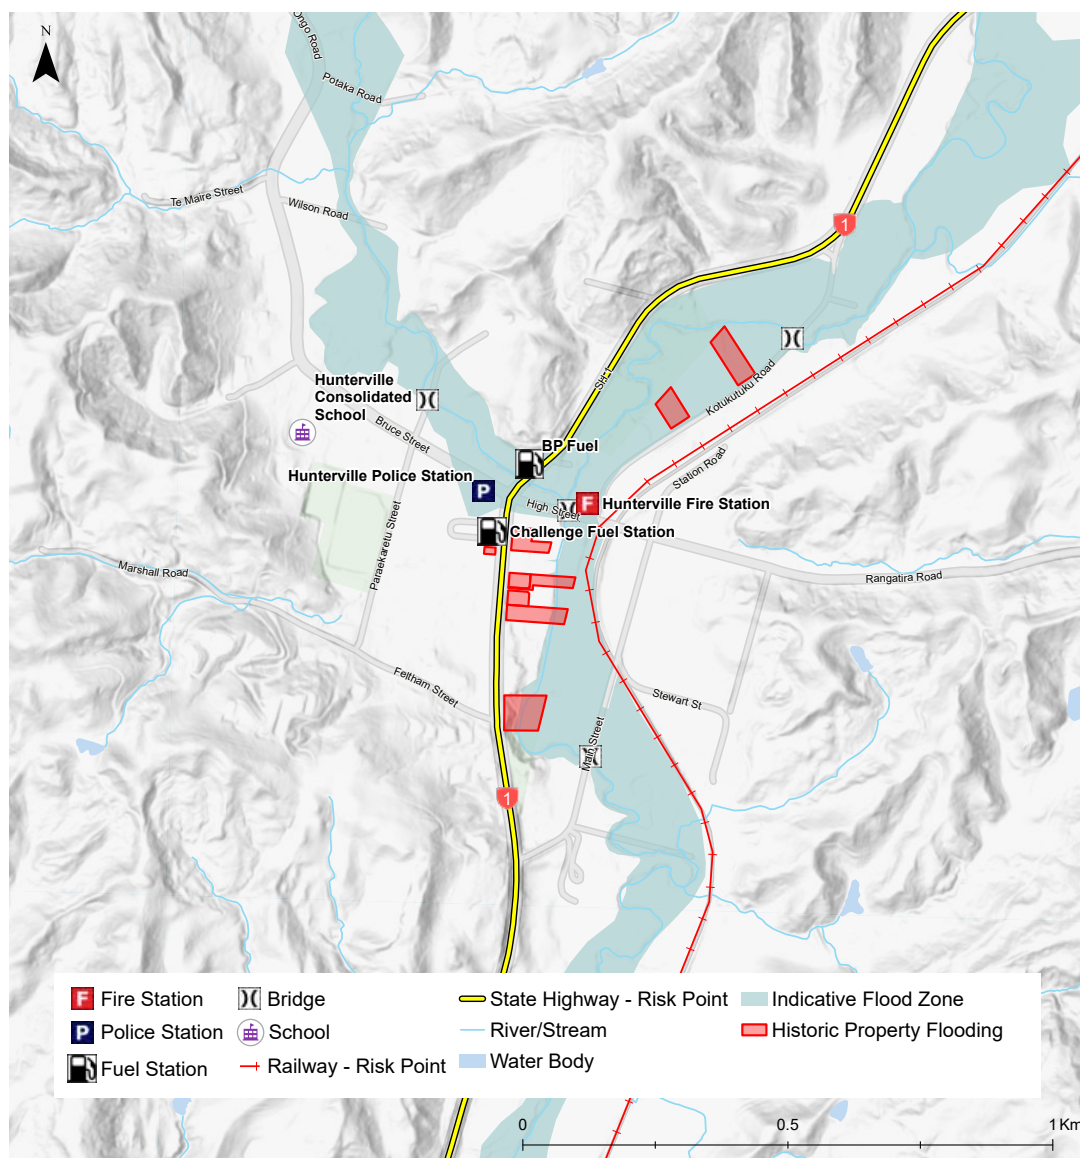 N
ongo Road
Potaka Road
Te Maire Street
Wilson Road
1
SH 1
Hunterville
Consolidated
School
Bruce Street
Kotukutuku Road
BP Fuel
Station Road
Hunterville Police Station
P
High Street
F
Hunterville Fire Station
Challenge Fuel Station
Paraekaretu Street
Marshall Road
Rangatira Road
Feltham Street
Stewart St
Main Street
1
F Fire Station
Bridge
State Highway - Risk Point
Indicative Flood Zone
P Police Station
School
River/Stream
Historic Property Flooding
Fuel Station
Railway - Risk Point
Water Body
0 0.5 1 Km